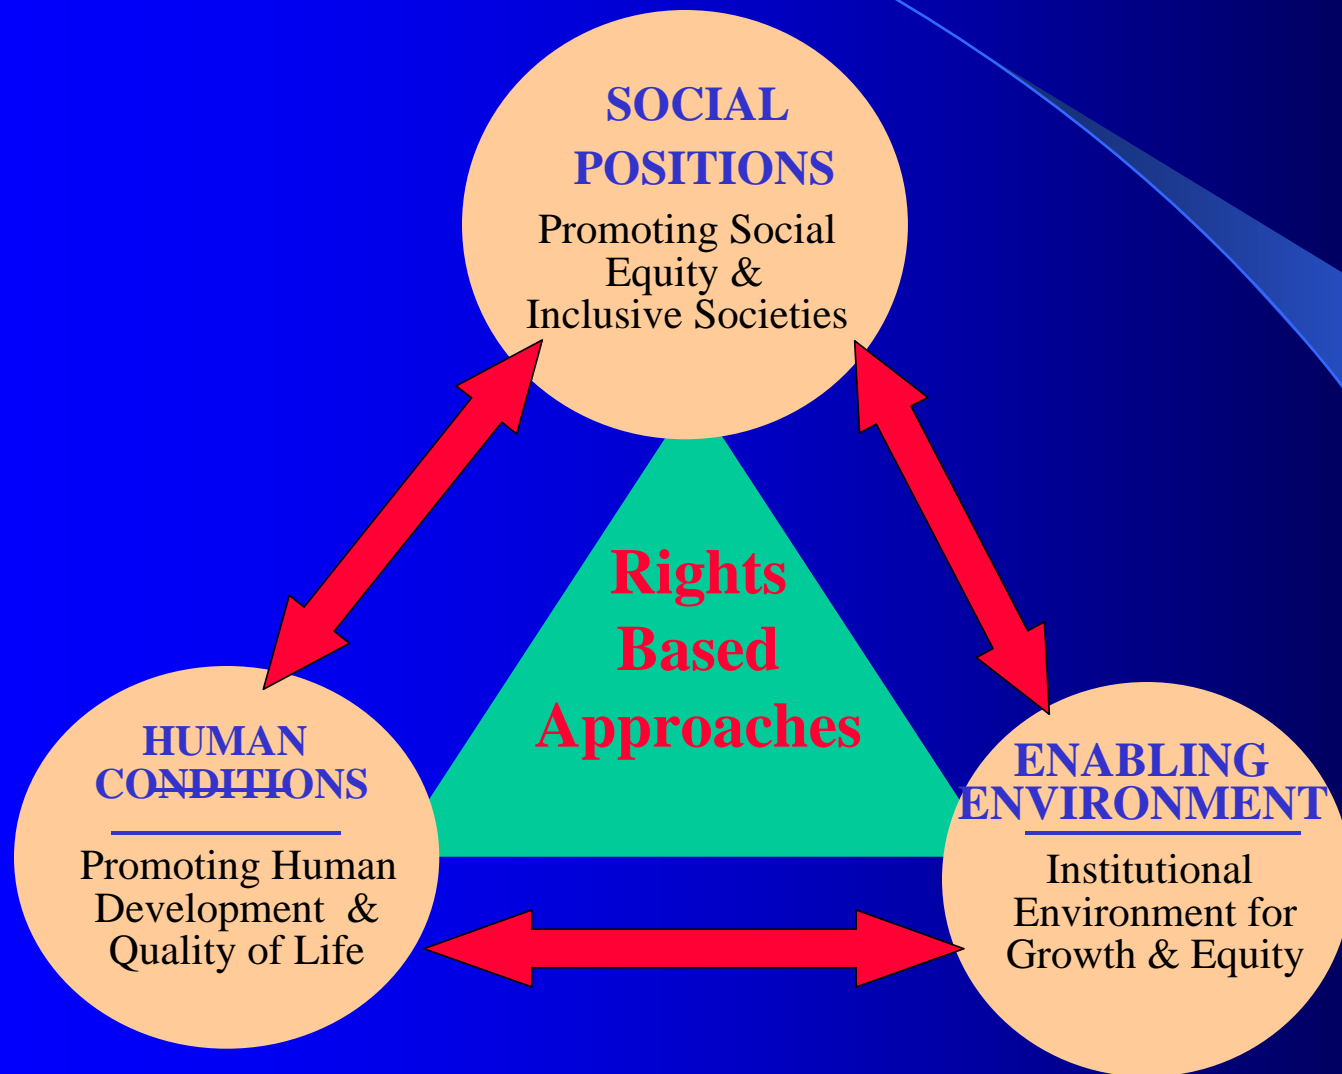 SOCIAL
POSITIONS
Promoting Social
Equity &
Inclusive Societies
Rights
Based
Approaches
HUMAN
CONDITIONS
Promoting Human
Development &
Quality of Life
ENABLING
ENVIRONMENT
Institutional
Environment for
Growth & Equity